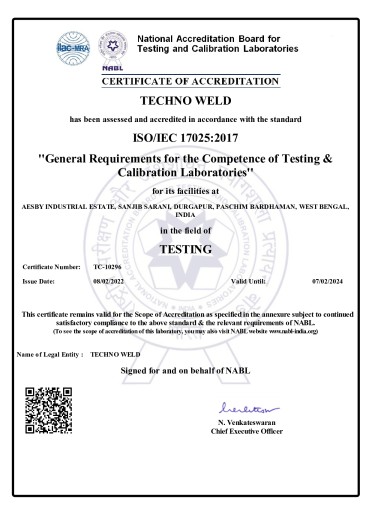 National Accreditation Board for
Testing and Calibration Laboratories
ilac-MRA
NABL
CERTIFICATE OF ACCREDITATION
TECHNO WELD
has been assessed and accredited in accordance with the standard
ISO/IEC 17025:2017
"General Requirements for the Competence of Testing &
Calibration Laboratories"
for its facilities at
AESBY INDUSTRIAL ESTATE, SANJIB SARANI, DURGAPUR, PASCHIM BARDHAMAN, WEST BENGAL,
INDIA
in the field of
TESTING
Certificate Number: TC-10296
Issue Date: 08/02/2022 Valid Until: 07/02/2024
This certificate remains valid for the Scope of Accreditation as specified in the annexure subject to continued
satisfactory compliance to the above standard & the relevant requirements of NABL.
(To see the scope of accreditation of this laboratory, you may also visit NABL website www.nabl-india.org)
Name of Legal Entity : TECHNO WELD
Signed for and on behalf of NABL
N. Venkateswaran
Chief Executive Officer